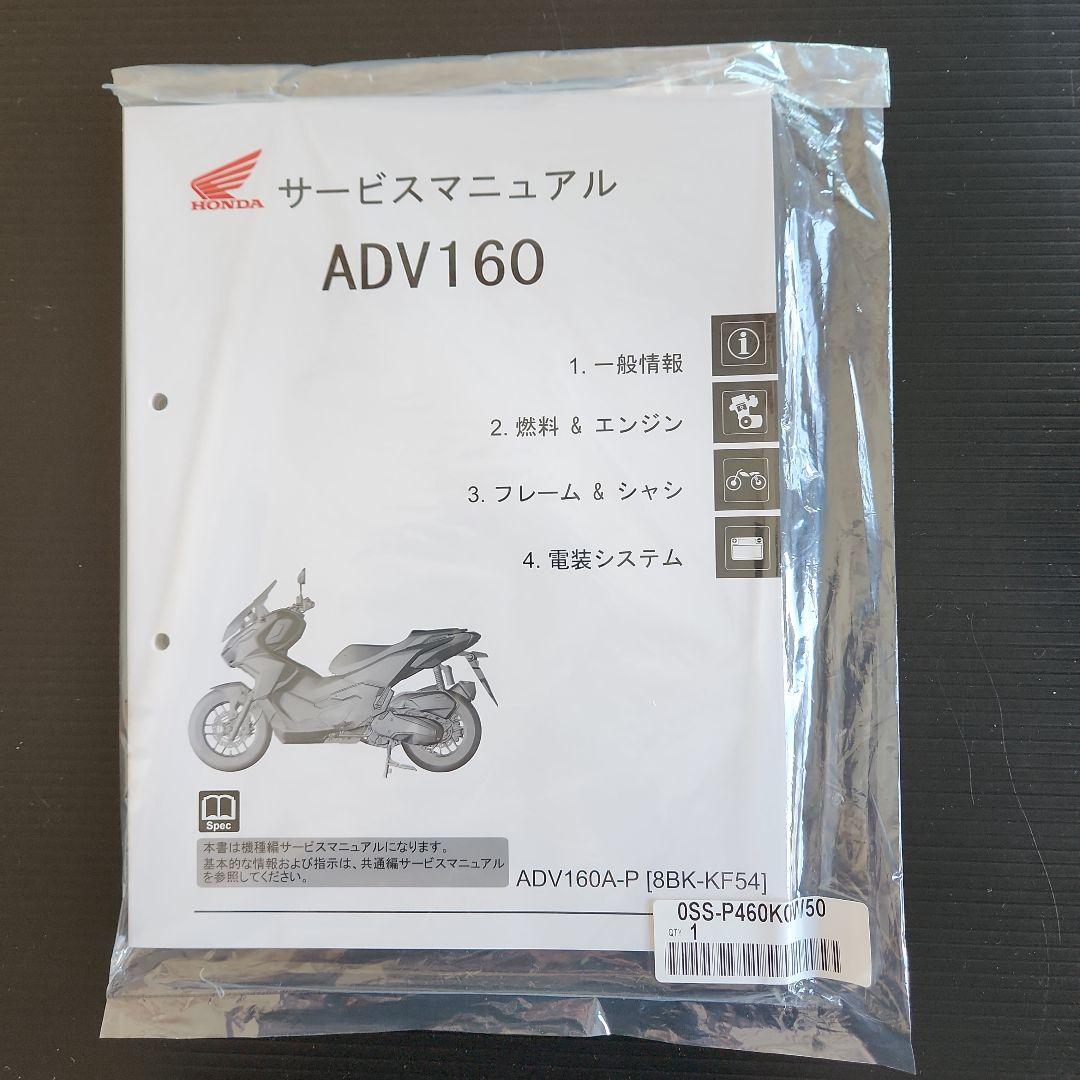 HONDA サービスマニュアル
ADV160
1. 一般情報
2. 燃料 & エンジン
3. フレーム & シャシ
4. 電装システム
Spec
本書は機種編サービスマニュアルになります。
基本的な情報および指示は、共通編サービスマニュアル
を参照してください。
ADV160A-P [8BK-KF54]
0SS-P460K0W50
QTY 1